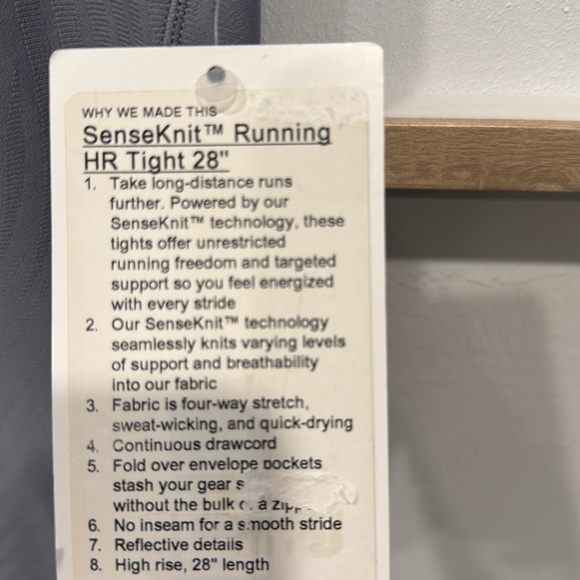 WHY WE MADE THIS
SenseKnit™ Running
HR Tight 28"
1. Take long-distance runs
further. Powered by our
SenseKnit™ technology, these
tights offer unrestricted
running freedom and targeted
support so you feel energized
with every stride
2. Our SenseKnit™ technology
seamlessly knits varying levels
of support and breathability
into our fabric
3. Fabric is four-way stretch,
sweat-wicking, and quick-drying
4. Continuous drawcord
5. Fold over envelope pockets
stash your gear
without the bulk a
6. No inseam for a smooth stride
7. Reflective details
8. High rise, 28" length